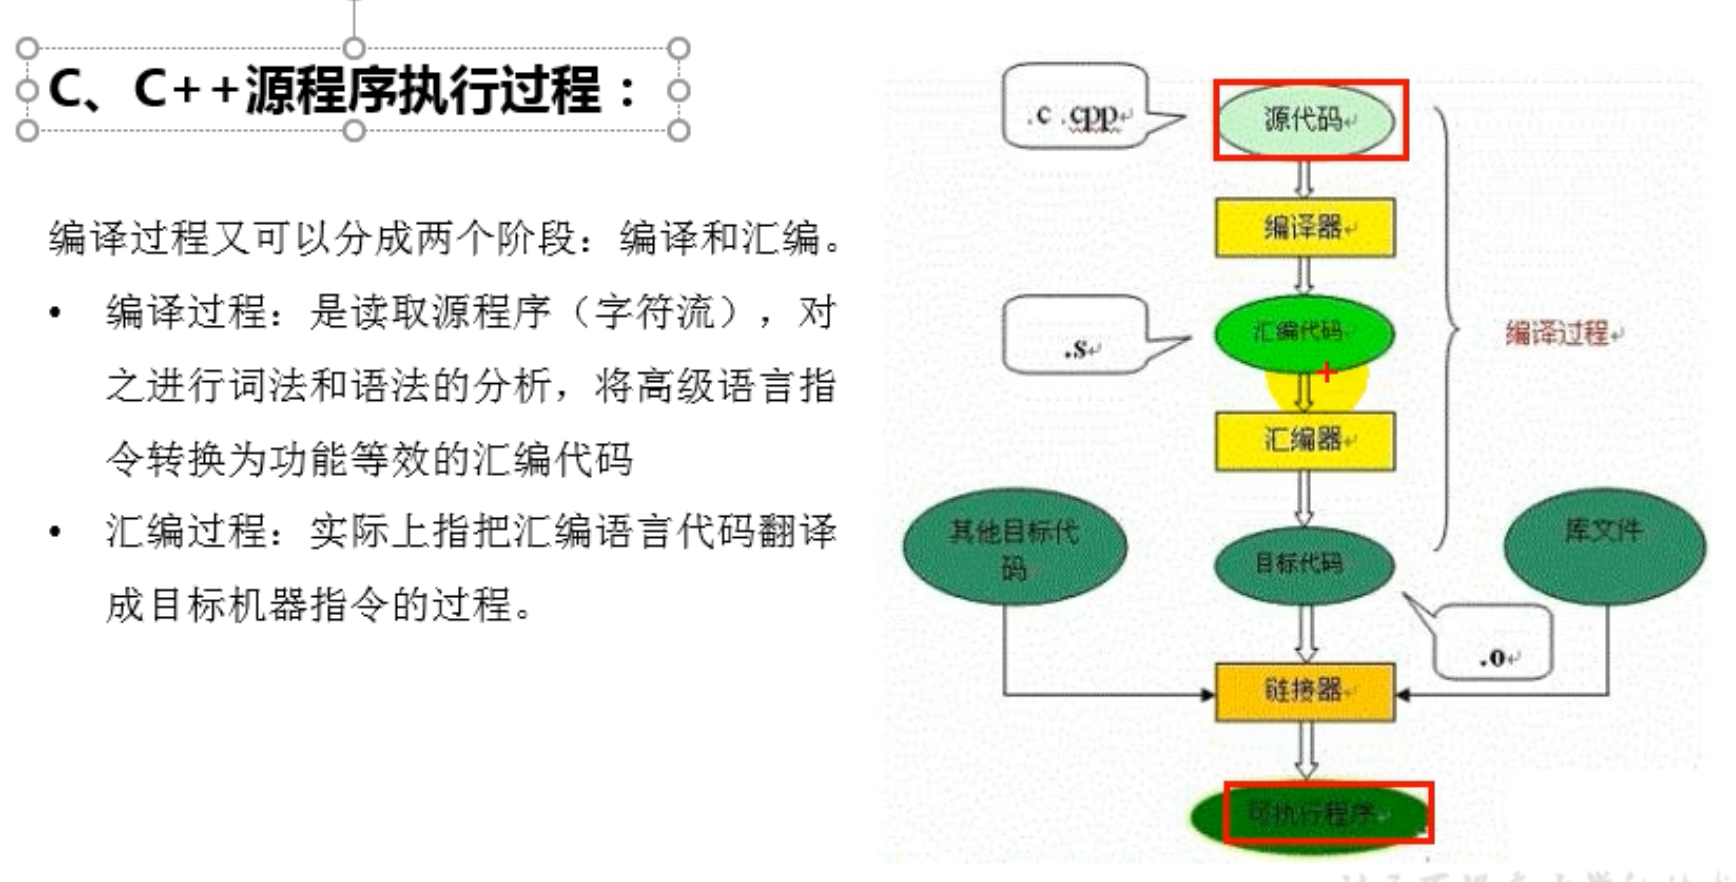 C、C++源程序执行过程：
编译过程又可以分成两个阶段：编译和汇编。
• 编译过程：是读取源程序（字符流），对
之进行词法和语法的分析，将高级语言指
令转换为功能等效的汇编代码
• 汇编过程：实际上指把汇编语言代码翻译
成目标机器指令的过程。
.c .cpp
源代码
编译器
汇编代码
.s
编译过程
汇编器
其他目标代
码
目标代码
库文件
.o
链接器
可执行程序